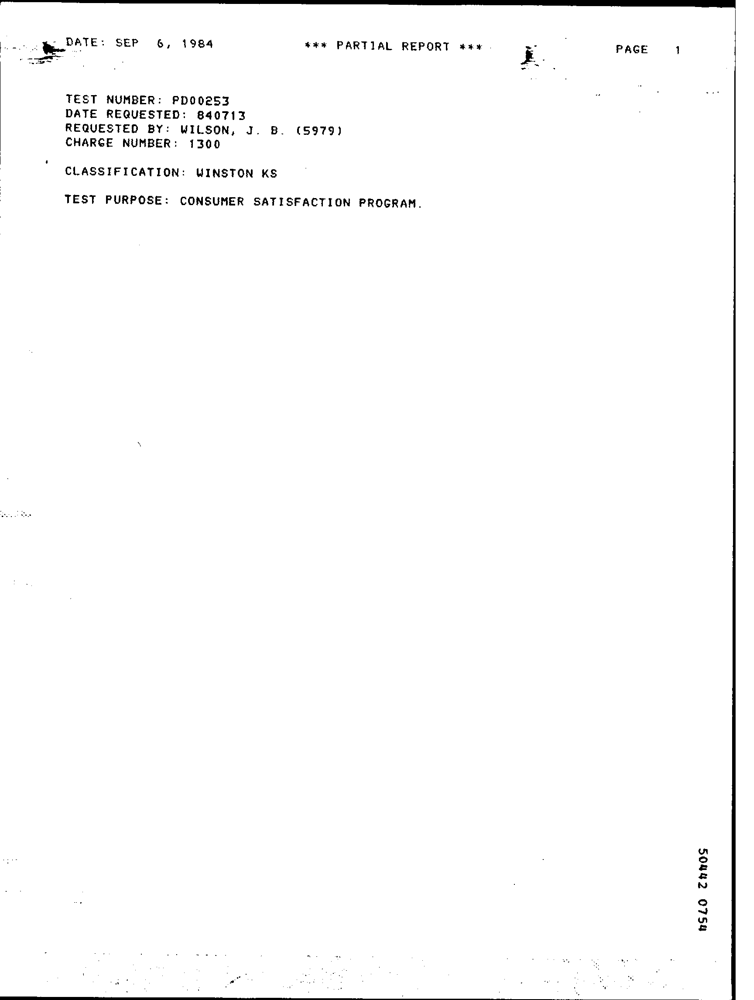 DATE: SEP 6, 1984 *** PARTIAL REPORT *** PAGE 1
TEST NUMBER: PD00253
DATE REQUESTED: 840713
REQUESTED BY: WILSON, J. B. (5979)
CHARGE NUMBER: 1300
CLASSIFICATION: WINSTON KS
TEST PURPOSE: CONSUMER SATISFACTION PROGRAM.
50442 0754